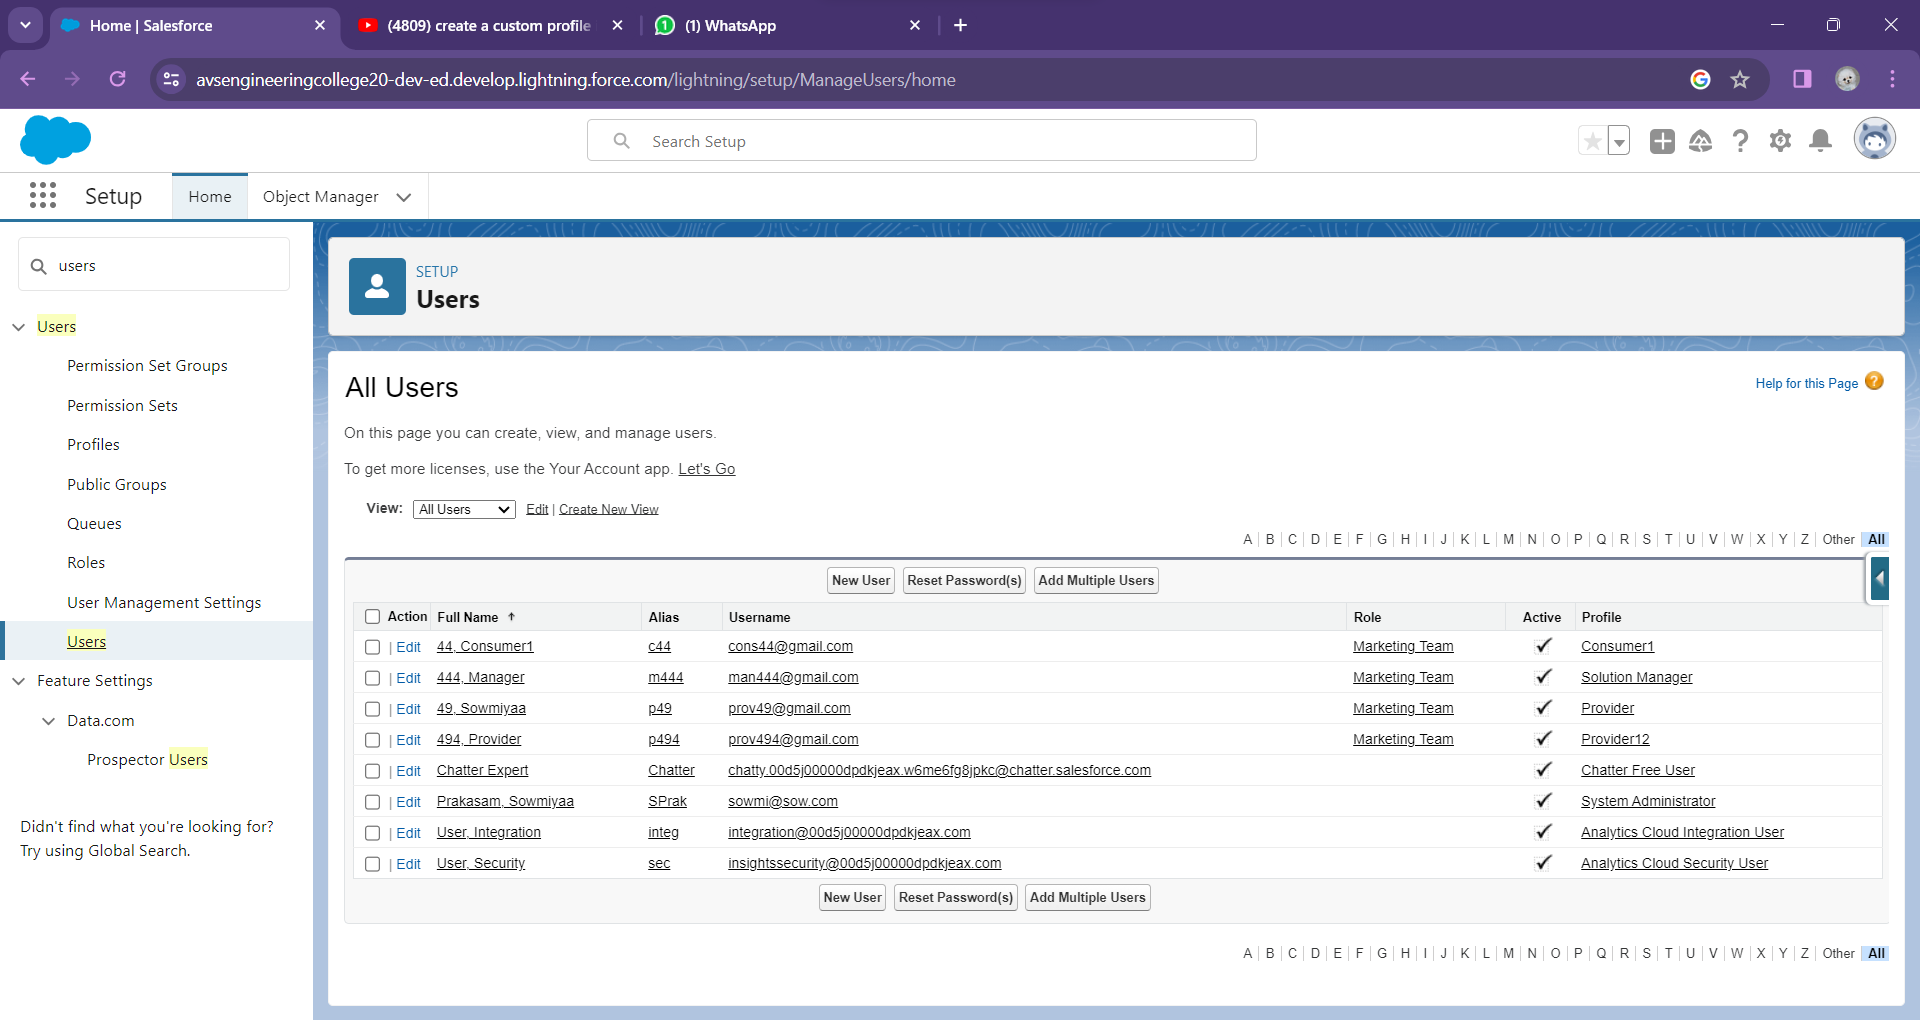 Home | Salesforce
(4809) create a custom profile
1
(1) WhatsApp
avsengineeringcollege20-dev-ed.develop.lightning.force.com/lightning/setup/ManageUsers/home
Search Setup
Setup
Home
Object Manager
users
Users
Permission Set Groups
Permission Sets
Profiles
Public Groups
Queues
Roles
User Management Settings
Users
Feature Settings
Data.com
Prospector Users
Didn't find what you're looking for?
Try using Global Search.
SETUP
Users
All Users
Help for this Page ?
On this page you can create, view, and manage users.
To get more licenses, use the Your Account app. Let's Go
View: All Users Edit | Create New View
A | B | C | D | E | F | G | H | I | J | K | L | M | N | O | P | Q | R | S | T | U | V | W | X | Y | Z | Other All
New User Reset Password(s) Add Multiple Users
Action Full Name ↑ Alias Username Role Active Profile
| Edit 44, Consumer1 c44 cons44@gmail.com Marketing Team ✓ Consumer1
| Edit 444, Manager m444 man444@gmail.com Marketing Team ✓ Solution Manager
| Edit 49, Sowmiyaa p49 prov49@gmail.com Marketing Team ✓ Provider
| Edit 494, Provider p494 prov494@gmail.com Marketing Team ✓ Provider12
| Edit Chatter Expert Chatter chatty.00d5j00000dpdkjeax.w6me6fg8jpkc@chatter.salesforce.com ✓ Chatter Free User
| Edit Prakasam, Sowmiyaa SPrak sowmi@sow.com ✓ System Administrator
| Edit User, Integration integ integration@00d5j00000dpdkjeax.com ✓ Analytics Cloud Integration User
| Edit User, Security sec insightssecurity@00d5j00000dpdkjeax.com ✓ Analytics Cloud Security User
New User Reset Password(s) Add Multiple Users
A | B | C | D | E | F | G | H | I | J | K | L | M | N | O | P | Q | R | S | T | U | V | W | X | Y | Z | Other All